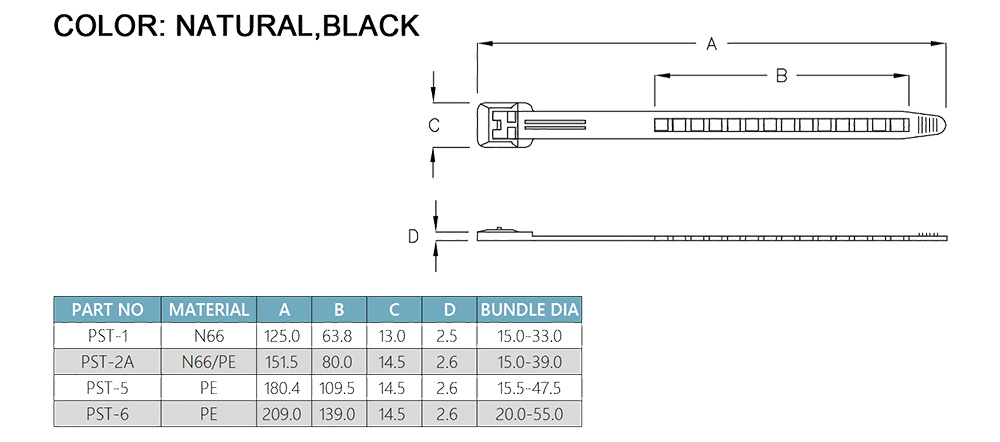 COLOR: NATURAL,BLACK
A
B
C
D
PART NO MATERIAL A B C D BUNDLE DIA
PST-1 N66 125.0 63.8 13.0 2.5 15.0-33.0
PST-2A N66/PE 151.5 80.0 14.5 2.6 15.0-39.0
PST-5 PE 180.4 109.5 14.5 2.6 15.5-47.5
PST-6 PE 209.0 139.0 14.5 2.6 20.0-55.0